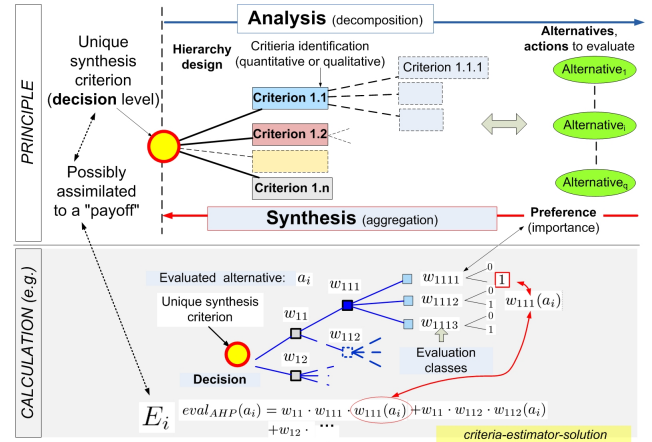 PRINCIPLE
Analysis (decomposition)
Unique
synthesis
criterion
(decision level)
Hierarchy
design
Critieria identification
(quantitative or qualitative)
Alternatives,
actions to evaluate
Criterion 1.1.1
Alternative1
Criterion 1.1
Criterion 1.2
Alternativei
Criterion 1.n
Alternativeq
Possibly
assimilated
to a "payoff"
Synthesis (aggregation)
Preference
(importance)
CALCULATION (e.g.)
Evaluated alternative: ai
Unique synthesis
criterion
w11
w12
w111
w112
w1111
w1112
w1113
0
1
0
1
0
1
1
w111(ai)
Evaluation
classes
Decision
Ei
evalAHP(ai) = w11 · w111 · w111(ai) +w11 · w112 · w112(ai)
+w12 · ...
criteria-estimator-solution